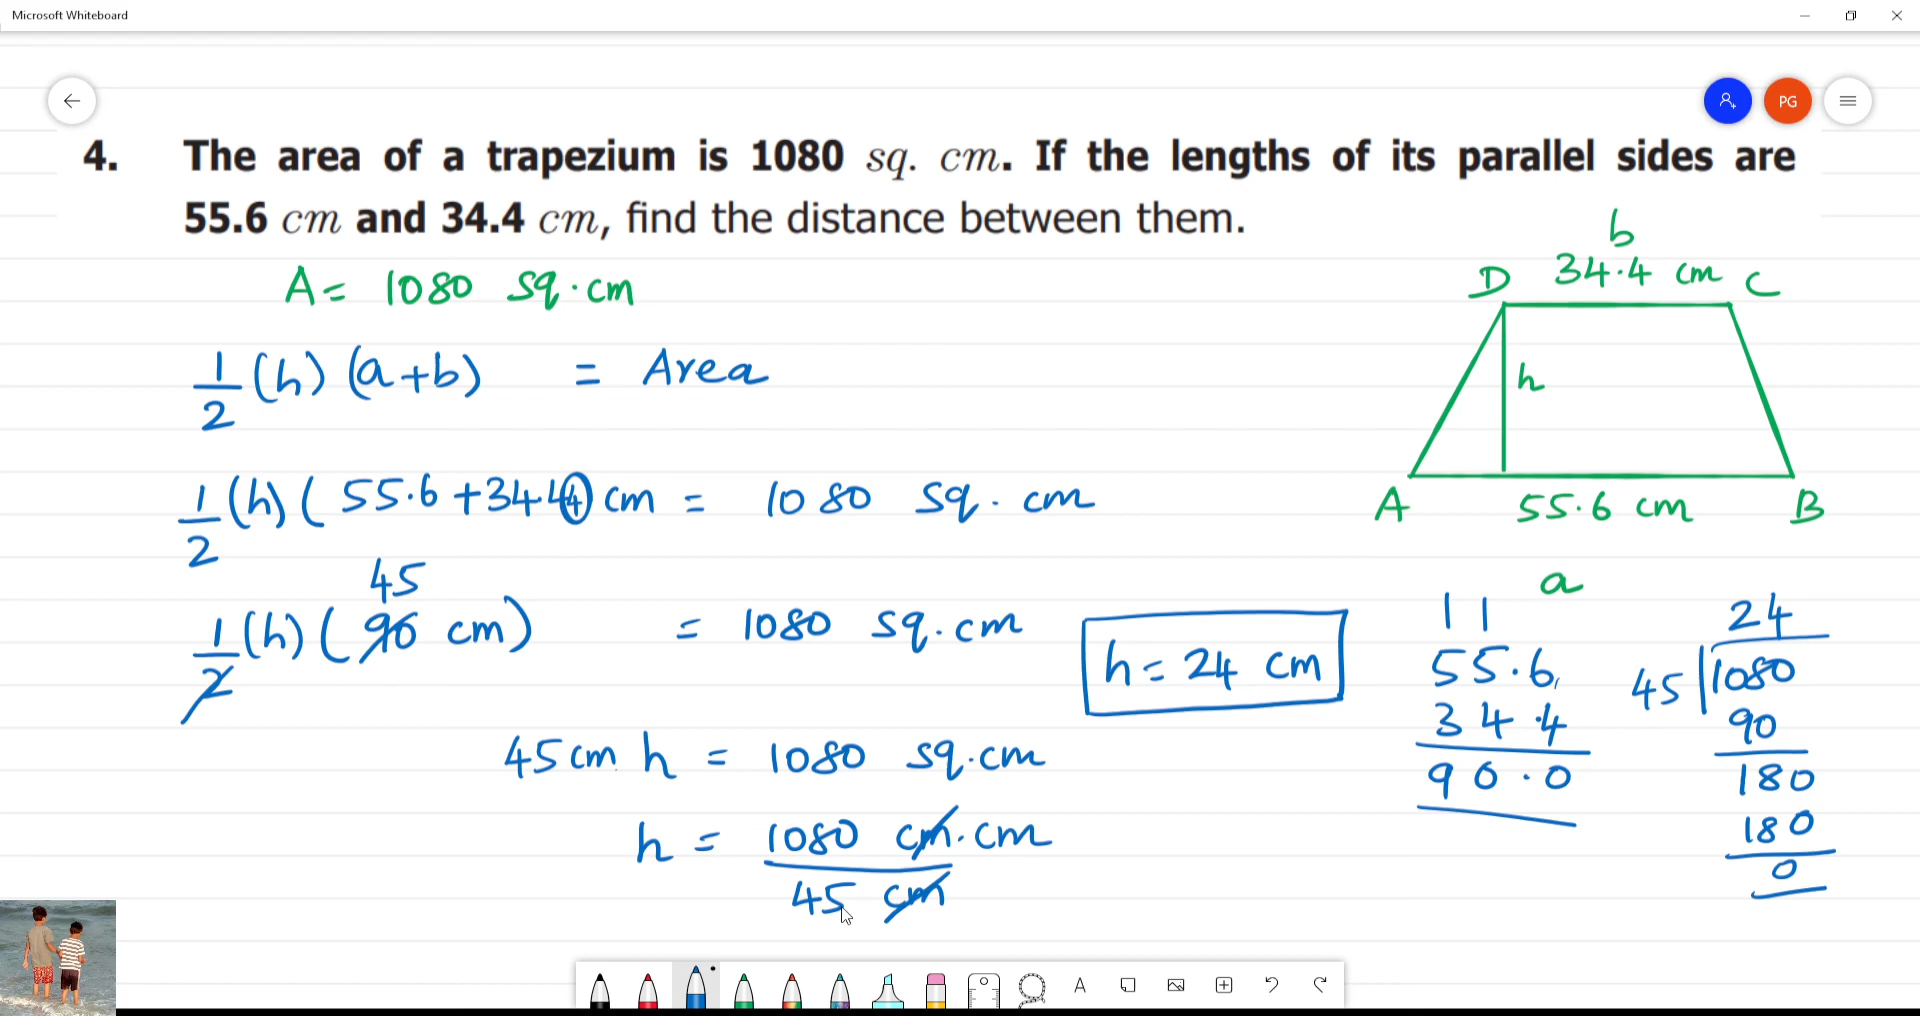 Microsoft Whiteboard
PG
4. The area of a trapezium is 1080 sq. cm. If the lengths of its parallel sides are
55.6 cm and 34.4 cm, find the distance between them.
A = 1080 sq.cm
1/2 (h) (a+b) = Area
1/2 (h) ( 55.6 + 34.4) cm = 1080 sq. cm
45
1/2 (h) ( 90 cm ) = 1080 sq.cm
45 cm h = 1080 sq.cm
h = 1080 cm.cm / 45 cm
h = 24 cm
b
34.4 cm
D C
h
A 55.6 cm B
a
1 1
55.6
34.4
90.0
24
45 1080
90
180
180
0
A